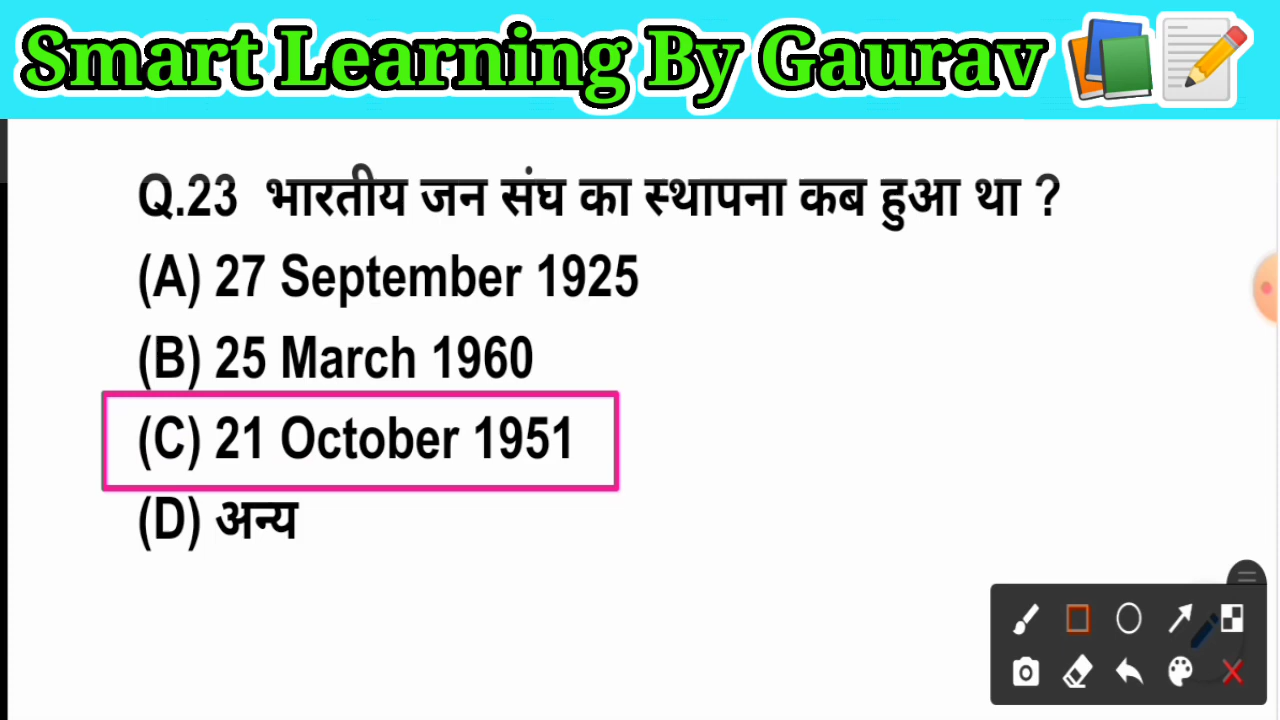 Smart Learning By Gaurav
Q.23 भारतीय जन संघ का स्थापना कब हुआ था ?
(A) 27 September 1925
(B) 25 March 1960
(C) 21 October 1951
(D) अन्य